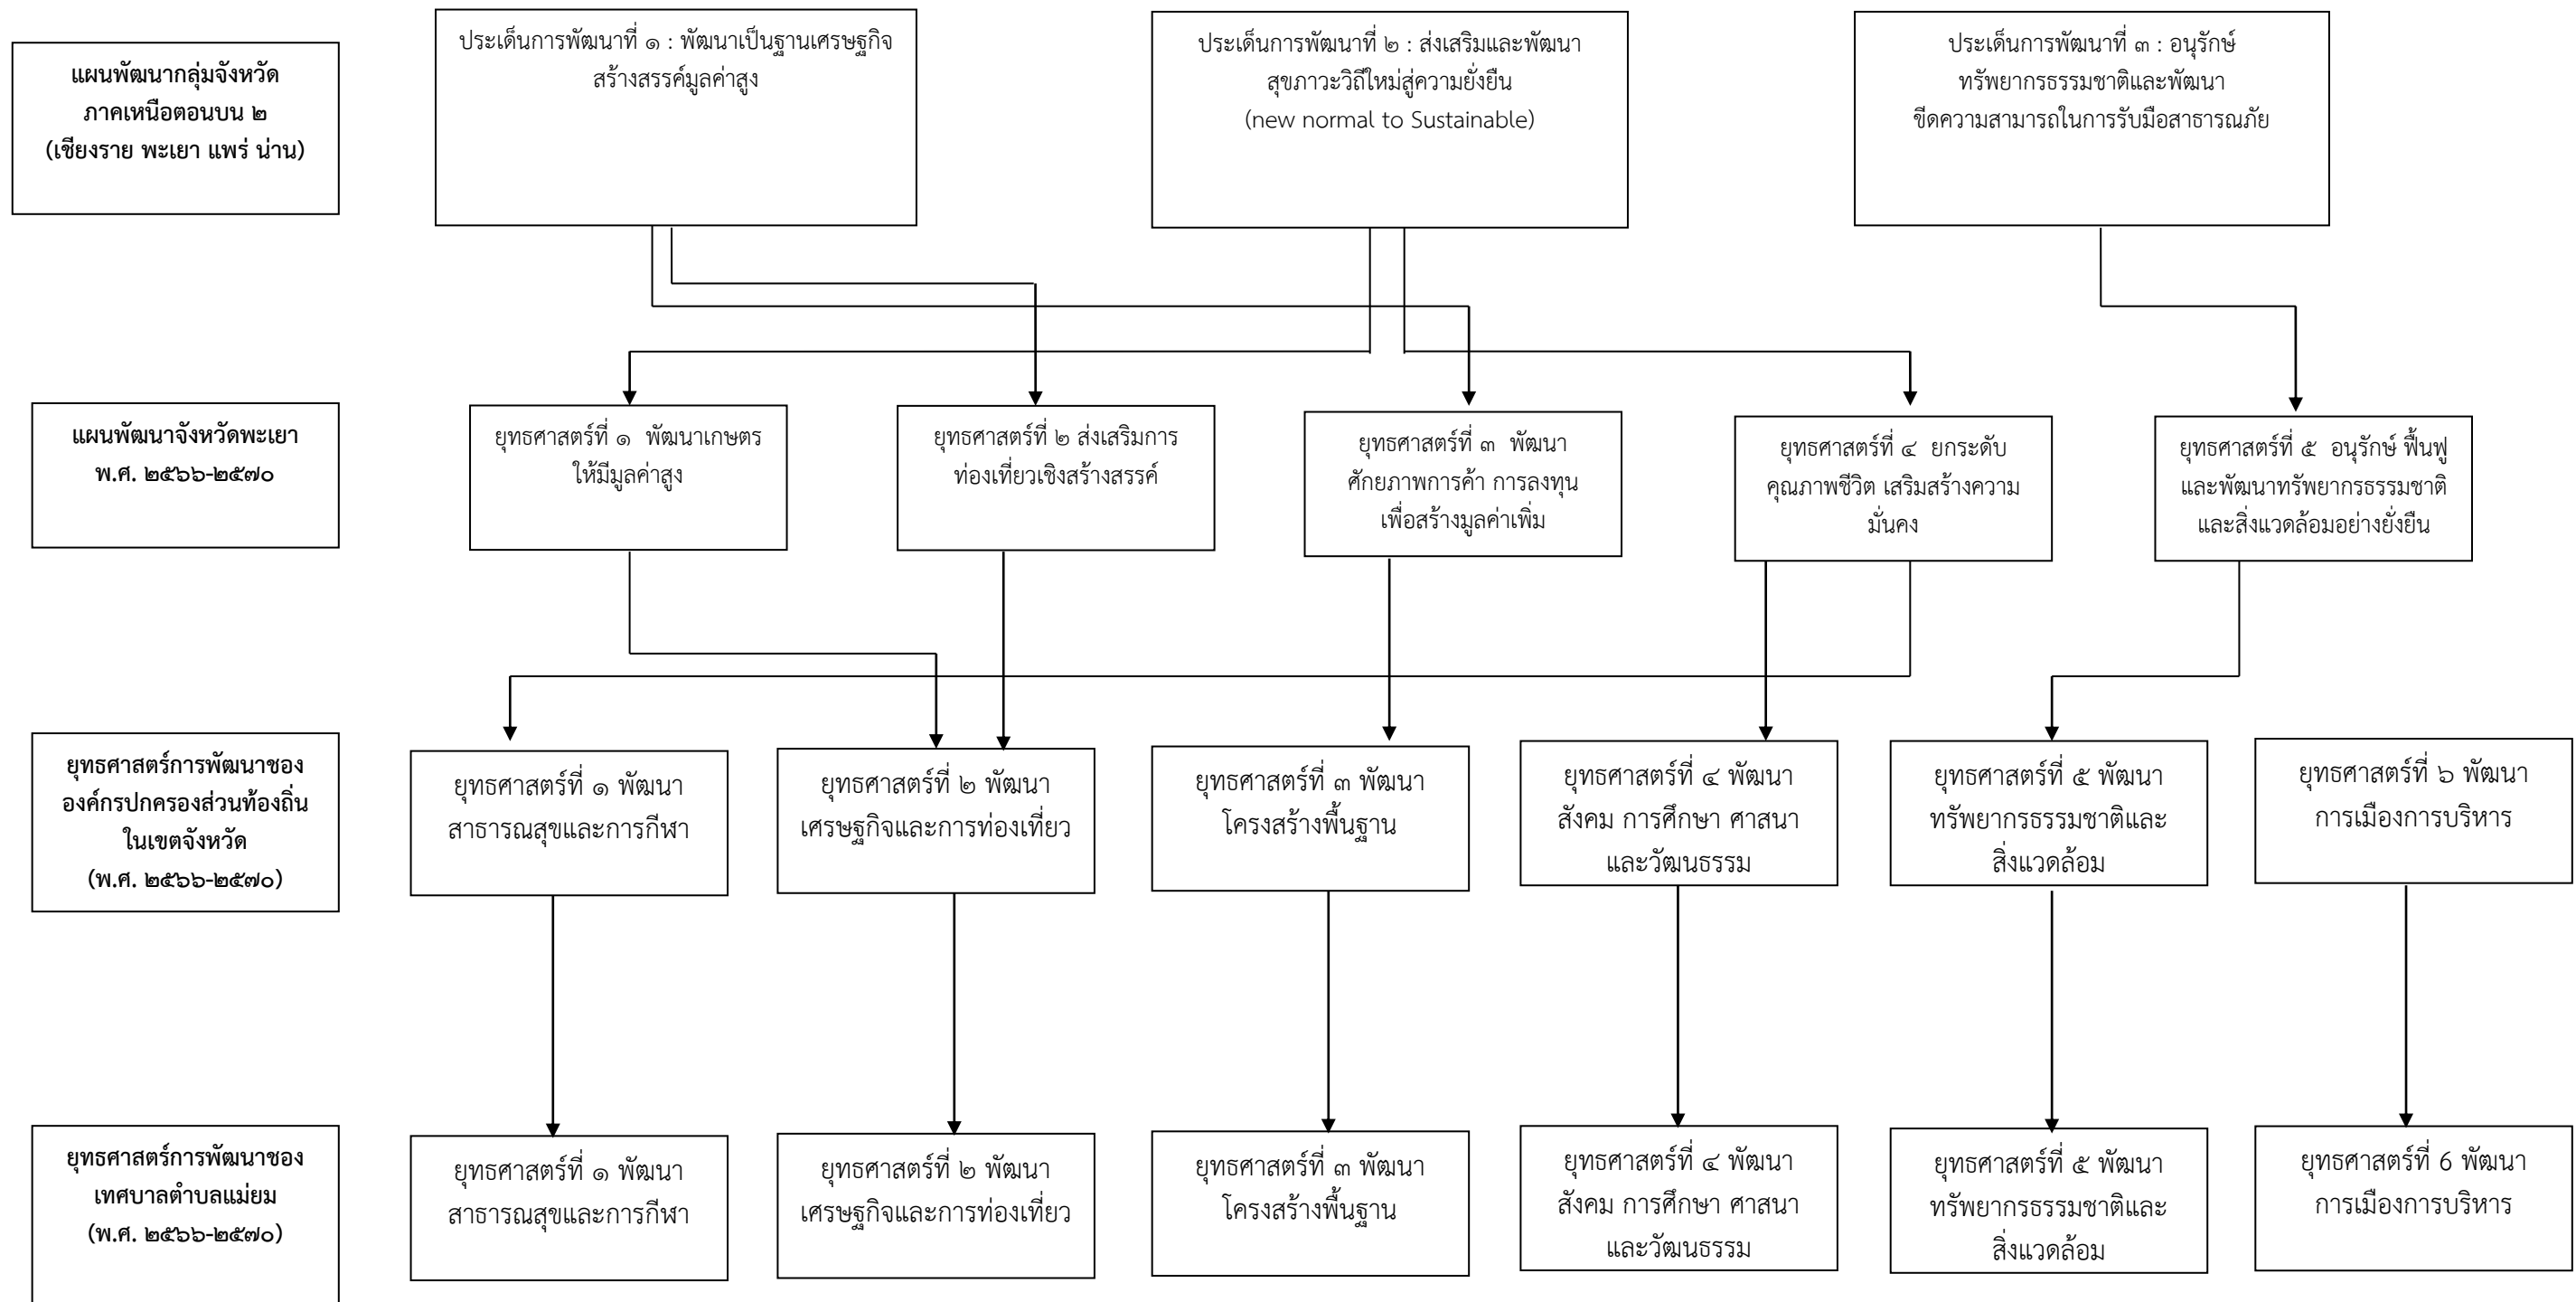 แผนพัฒนากลุ่มจังหวัด
ภาคเหนือตอนบน ๒
(เชียงราย พะเยา แพร่ น่าน)
ประเด็นการพัฒนาที่ ๑ : พัฒนาเป็นฐานเศรษฐกิจ
สร้างสรรค์มูลค่าสูง
ประเด็นการพัฒนาที่ ๒ : ส่งเสริมและพัฒนา
สุขภาวะวิถีใหม่สู่ความยั่งยืน
(new normal to Sustainable)
ประเด็นการพัฒนาที่ ๓ : อนุรักษ์
ทรัพยากรธรรมชาติและพัฒนา
ขีดความสามารถในการรับมือสาธารณภัย
แผนพัฒนาจังหวัดพะเยา
พ.ศ. ๒๕๖๖-๒๕๗๐
ยุทธศาสตร์ที่ ๑ พัฒนาเกษตร
ให้มีมูลค่าสูง
ยุทธศาสตร์ที่ ๒ ส่งเสริมการ
ท่องเที่ยวเชิงสร้างสรรค์
ยุทธศาสตร์ที่ ๓ พัฒนา
ศักยภาพการค้า การลงทุน
เพื่อสร้างมูลค่าเพิ่ม
ยุทธศาสตร์ที่ ๔ ยกระดับ
คุณภาพชีวิต เสริมสร้างความ
มั่นคง
ยุทธศาสตร์ที่ ๕ อนุรักษ์ ฟื้นฟู
และพัฒนาทรัพยากรธรรมชาติ
และสิ่งแวดล้อมอย่างยั่งยืน
ยุทธศาสตร์การพัฒนาชอง
องค์กรปกครองส่วนท้องถิ่น
ในเขตจังหวัด
(พ.ศ. ๒๕๖๖-๒๕๗๐)
ยุทธศาสตร์ที่ ๑ พัฒนา
สาธารณสุขและการกีฬา
ยุทธศาสตร์ที่ ๒ พัฒนา
เศรษฐกิจและการท่องเที่ยว
ยุทธศาสตร์ที่ ๓ พัฒนา
โครงสร้างพื้นฐาน
ยุทธศาสตร์ที่ ๔ พัฒนา
สังคม การศึกษา ศาสนา
และวัฒนธรรม
ยุทธศาสตร์ที่ ๕ พัฒนา
ทรัพยากรธรรมชาติและ
สิ่งแวดล้อม
ยุทธศาสตร์ที่ ๖ พัฒนา
การเมืองการบริหาร
ยุทธศาสตร์การพัฒนาชอง
เทศบาลตำบลแม่ยม
(พ.ศ. ๒๕๖๖-๒๕๗๐)
ยุทธศาสตร์ที่ ๑ พัฒนา
สาธารณสุขและการกีฬา
ยุทธศาสตร์ที่ ๒ พัฒนา
เศรษฐกิจและการท่องเที่ยว
ยุทธศาสตร์ที่ ๓ พัฒนา
โครงสร้างพื้นฐาน
ยุทธศาสตร์ที่ ๔ พัฒนา
สังคม การศึกษา ศาสนา
และวัฒนธรรม
ยุทธศาสตร์ที่ ๕ พัฒนา
ทรัพยากรธรรมชาติและ
สิ่งแวดล้อม
ยุทธศาสตร์ที่ 6 พัฒนา
การเมืองการบริหาร